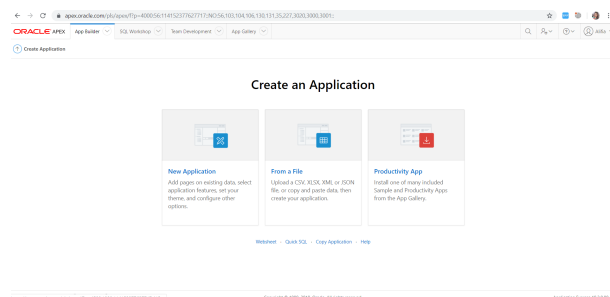 apex.oracle.com/pls/apex/f?p=4000:56:114152377627717::NO:56,103,104,106,130,131,35,227,3020,3000,3001:
ORACLE APEX App Builder SQL Workshop Team Development App Gallery
Create Application
Create an Application
New Application
Add pages on existing data, select
application features, set your
theme, and configure other
options.
From a File
Upload a CSV, XLSX, XML or JSON
file, or copy and paste data, then
create your application.
Productivity App
Install one of many included
Sample and Productivity Apps
from the App Gallery.
Websheet - Quick SQL - Copy Application - Help